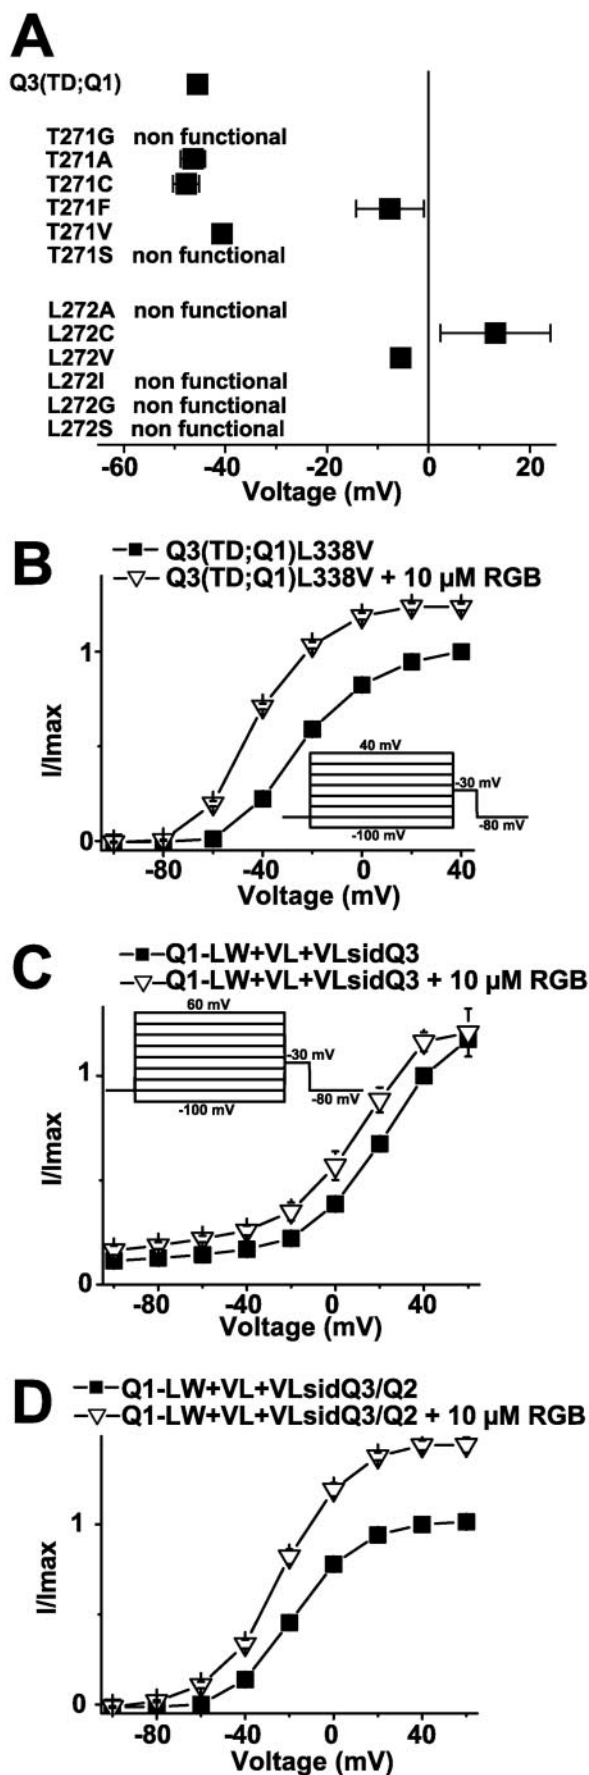 A
Q3(TD;Q1)
T271G non functional
T271A
T271C
T271F
T271V
T271S non functional
L272A non functional
L272C
L272V
L272I non functional
L272G non functional
L272S non functional
-60 -40 -20 0 20
Voltage (mV)
B
Q3(TD;Q1)L338V
Q3(TD;Q1)L338V + 10 µM RGB
1
0
I/Imax
40 mV
-30 mV
-80 mV
-100 mV
-80 -40 0 40
Voltage (mV)
C
Q1-LW+VL+VLsidQ3
Q1-LW+VL+VLsidQ3 + 10 µM RGB
60 mV
-30 mV
-80 mV
-100 mV
1
0
I/Imax
-80 -40 0 40
Voltage (mV)
D
Q1-LW+VL+VLsidQ3/Q2
Q1-LW+VL+VLsidQ3/Q2 + 10 µM RGB
1
0
I/Imax
-80 -40 0 40
Voltage (mV)